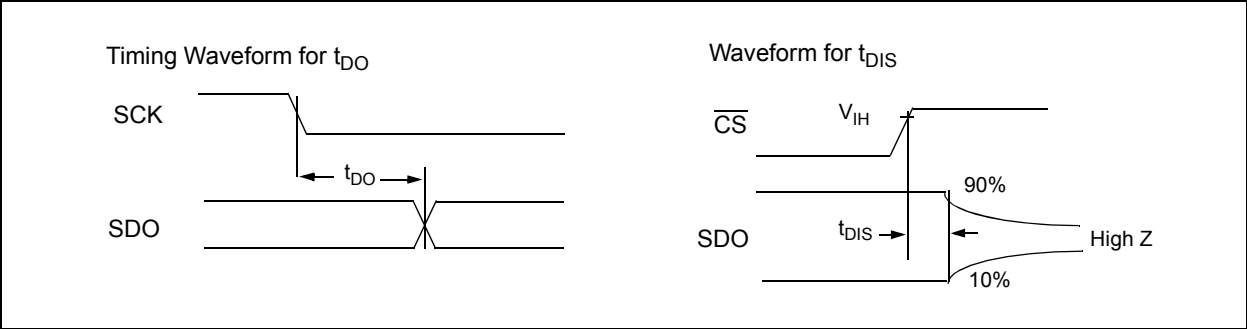 Timing Waveform for tDO
SCK
tDO
SDO
Waveform for tDIS
CS
VIH
90%
SDO
tDIS
High Z
10%